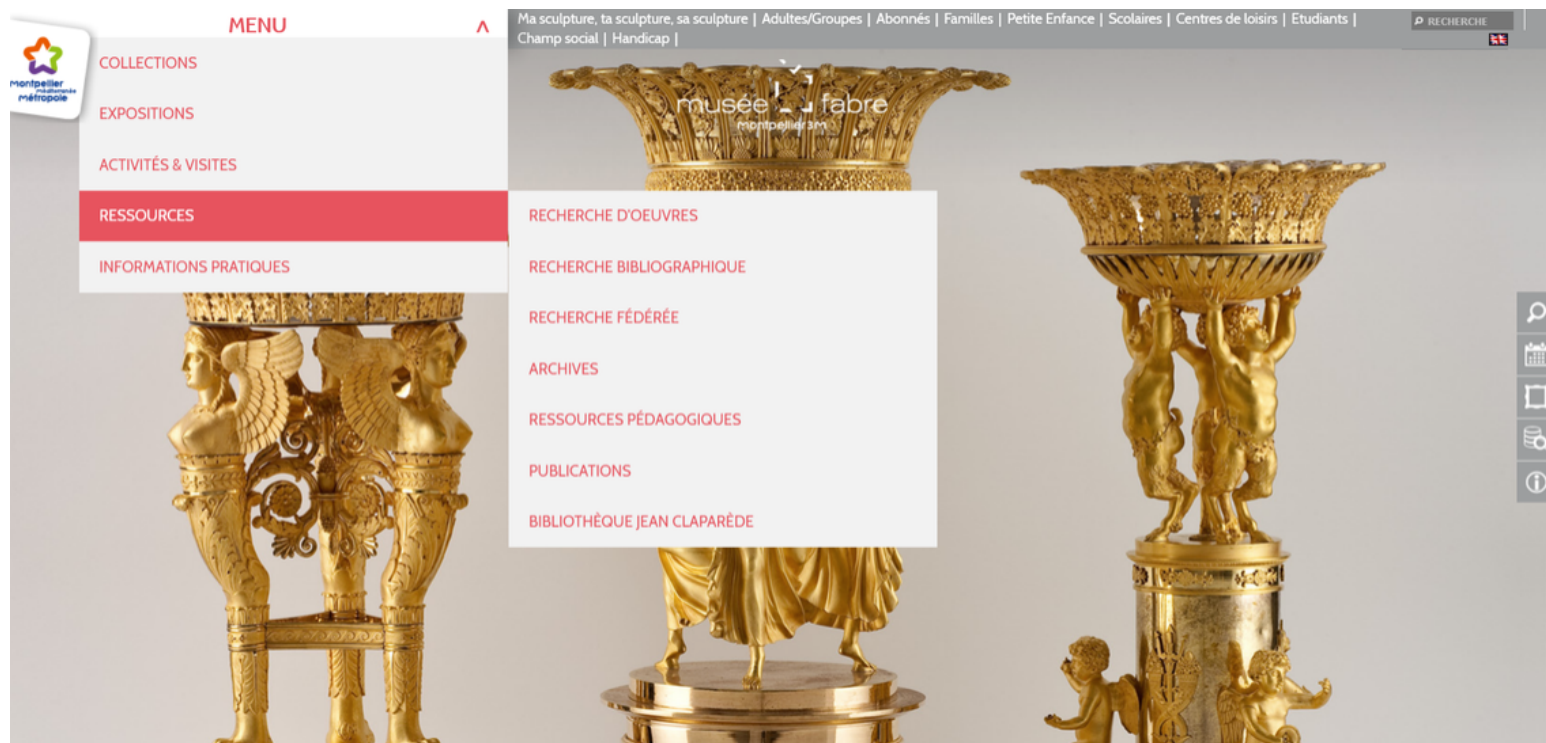 MENU
^
Ma sculpture, ta sculpture, sa sculpture | Adultes/Groupes | Abonnés | Familles | Petite Enfance | Scolaires | Centres de loisirs | Etudiants |
Champ social | Handicap |
RECHERCHE
montpellier
méditerranée
métropole
musée fabre
montpellier3m
COLLECTIONS
EXPOSITIONS
ACTIVITÉS & VISITES
RESSOURCES
INFORMATIONS PRATIQUES
RECHERCHE D'OEUVRES
RECHERCHE BIBLIOGRAPHIQUE
RECHERCHE FÉDÉRÉE
ARCHIVES
RESSOURCES PÉDAGOGIQUES
PUBLICATIONS
BIBLIOTHÈQUE JEAN CLAPARÈDE